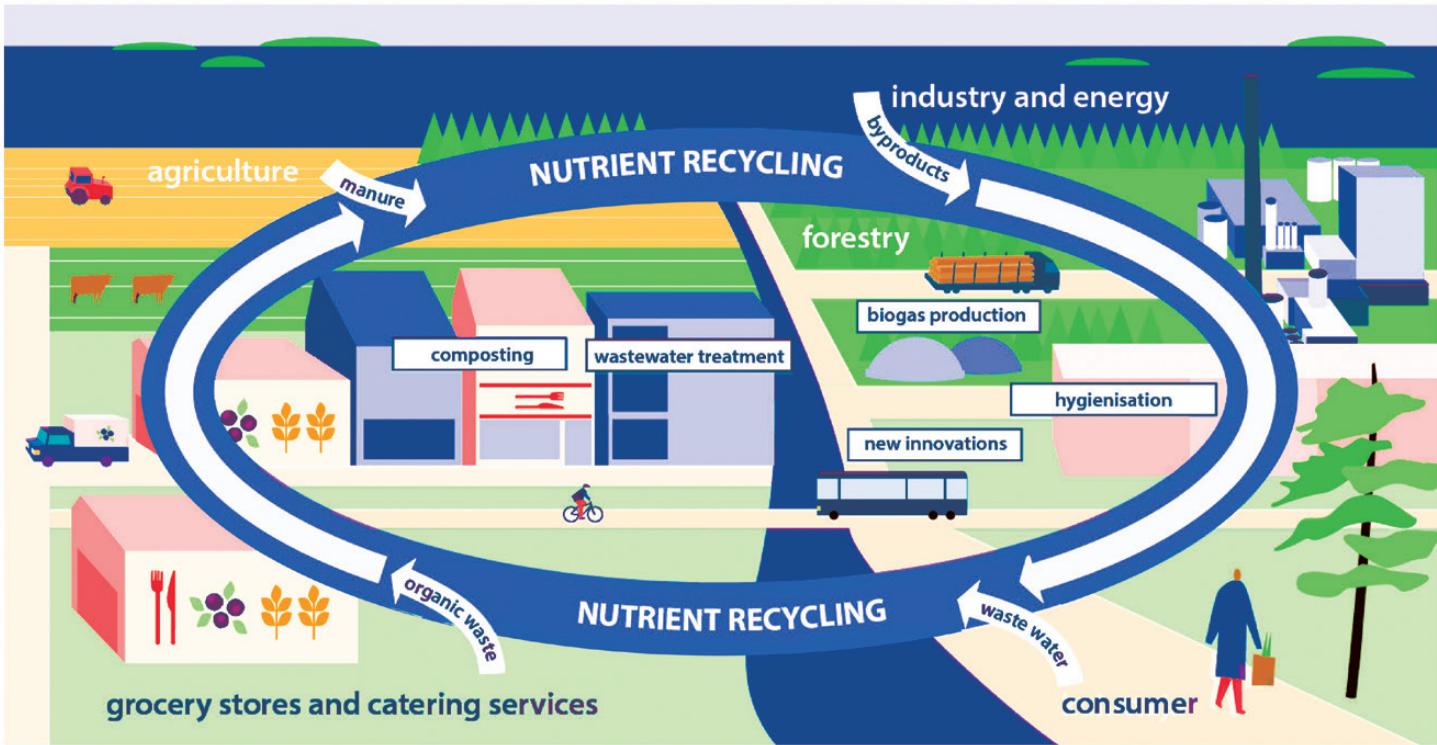 industry and energy
byproducts
NUTRIENT RECYCLING
agriculture
manure
forestry
biogas production
composting
wastewater treatment
hygienisation
new innovations
organic waste
NUTRIENT RECYCLING
waste water
grocery stores and catering services
consumer